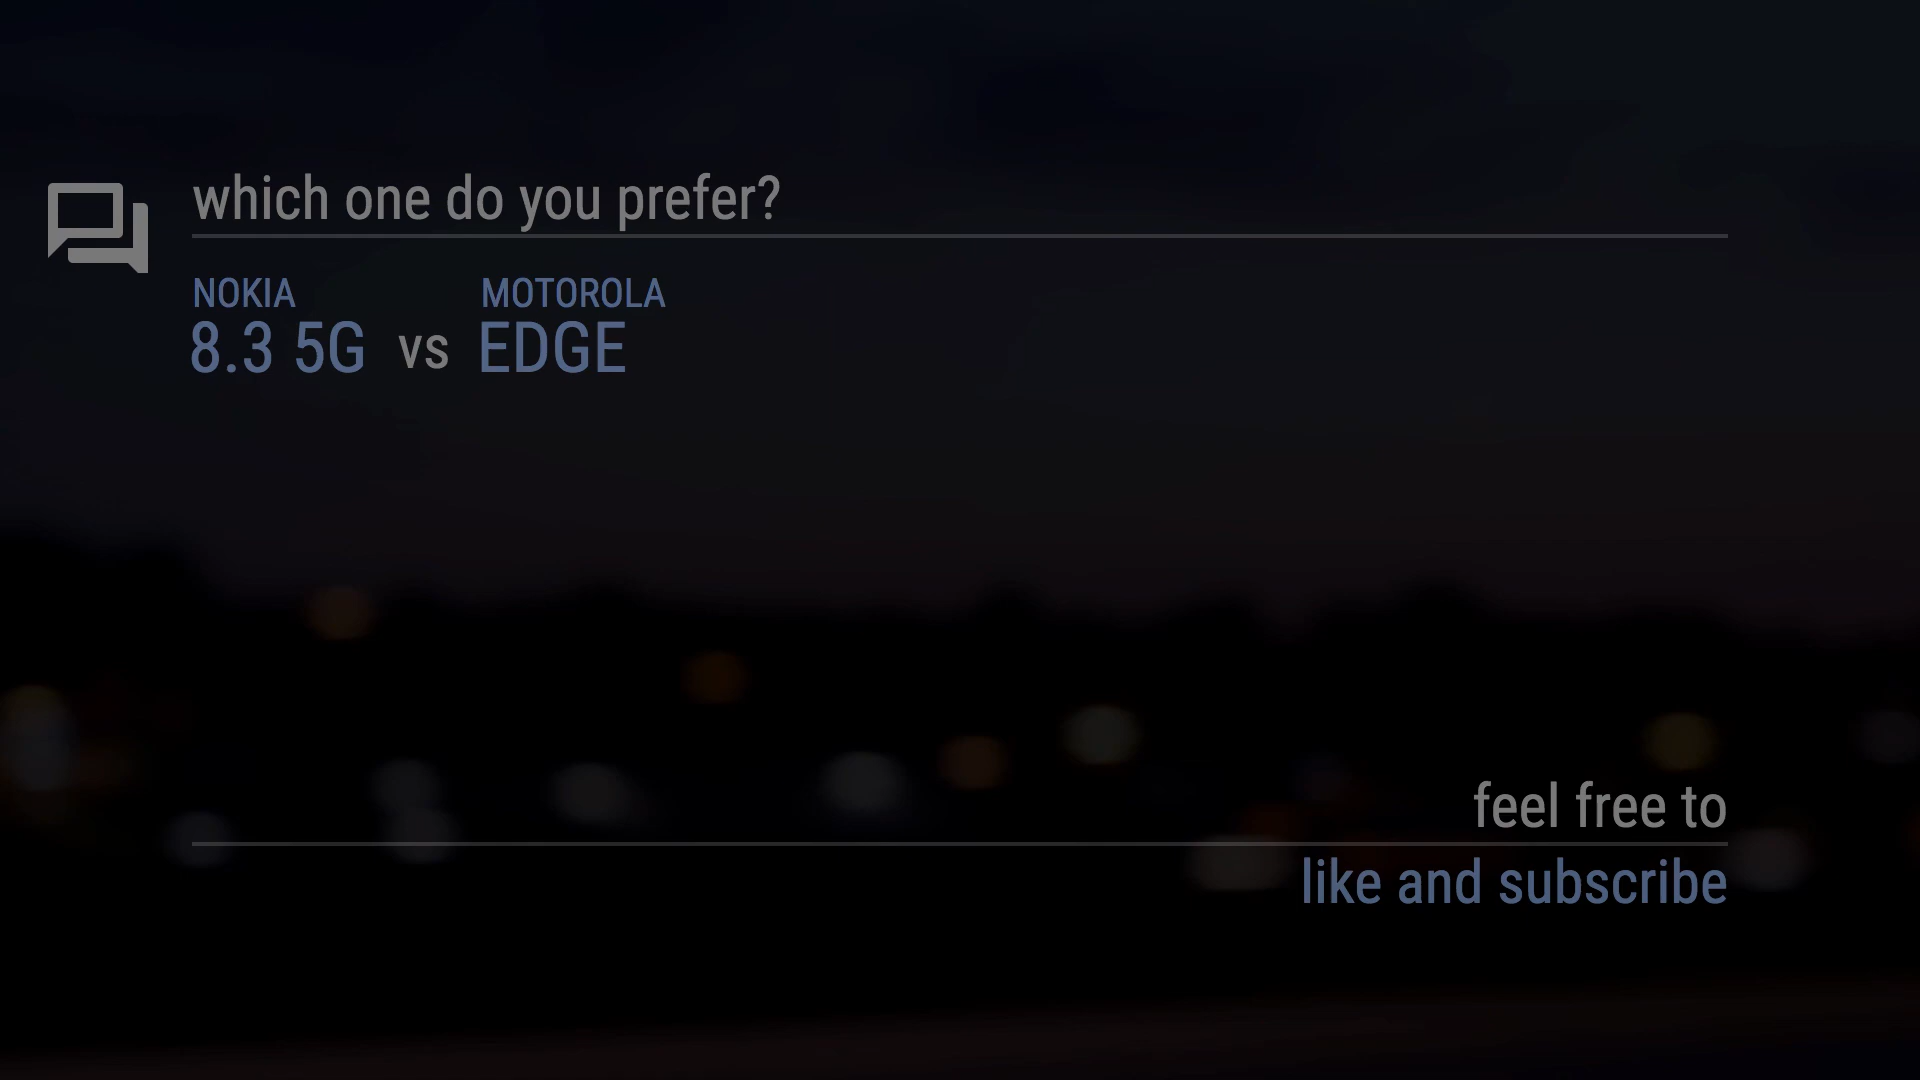 which one do you prefer?
NOKIA MOTOROLA
8.3 5G vs EDGE
feel free to
like and subscribe